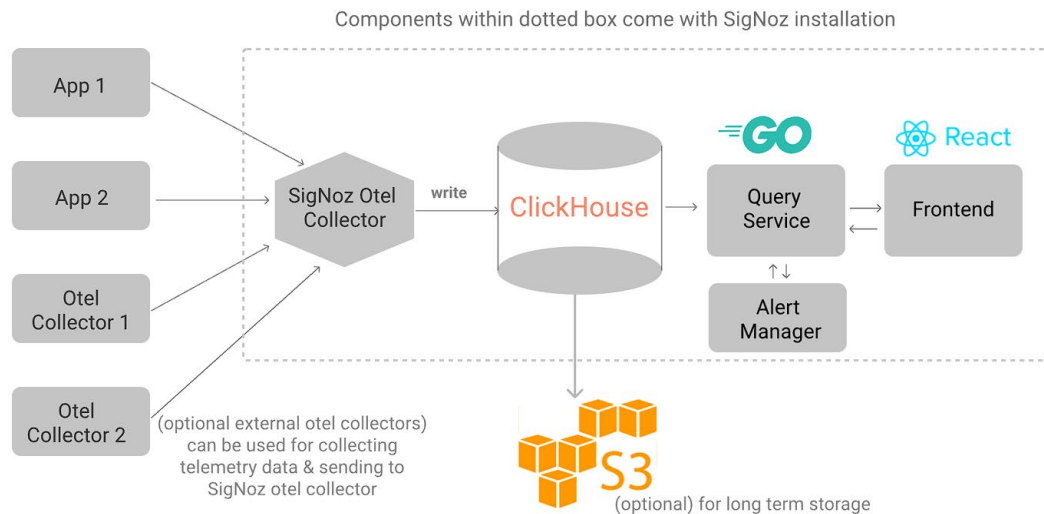 Components within dotted box come with SigNoz installation
App 1
App 2
Otel
Collector 1
Otel
Collector 2
SigNoz Otel
Collector
write
ClickHouse
GO
Query
Service
React
Frontend
Alert
Manager
(optional external otel collectors)
can be used for collecting
telemetry data & sending to
SigNoz otel collector
S3
(optional) for long term storage